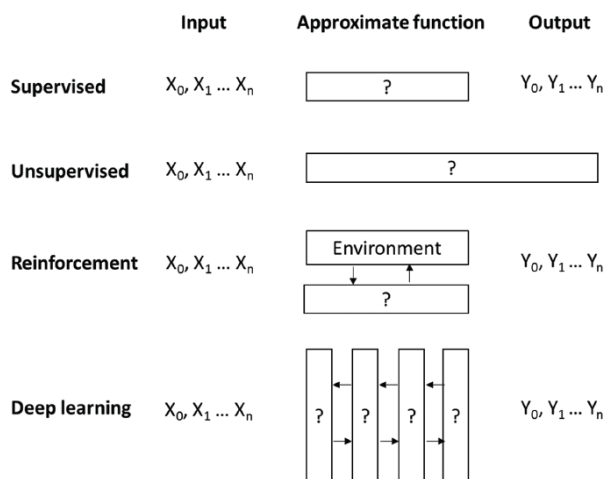 Input Approximate function Output
Supervised X₀, X₁ ... Xₙ ? Y₀, Y₁ ... Yₙ
Unsupervised X₀, X₁ ... Xₙ ?
Environment
Reinforcement X₀, X₁ ... Xₙ Y₀, Y₁ ... Yₙ
?
Deep learning X₀, X₁ ... Xₙ ? ? ? ? Y₀, Y₁ ... Yₙ